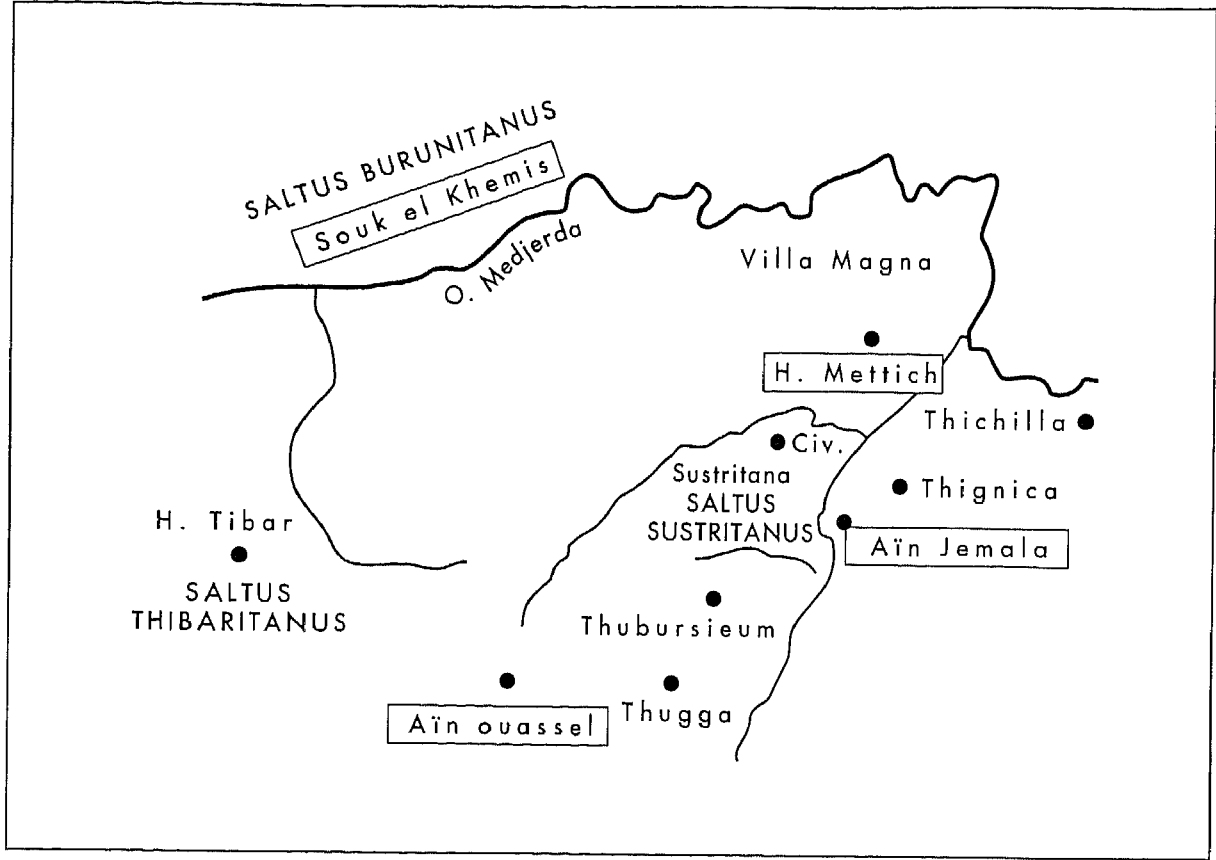 SALTUS BURUNITANUS
Souk el Khemis
O. Medjerda
Villa Magna
H. Mettich
Thichilla
Civ.
Sustritana
SALTUS
SUSTRITANUS
Thignica
Aïn Jemala
H. Tibar
SALTUS
THIBARITANUS
Thubursieum
Aïn ouassel
Thugga